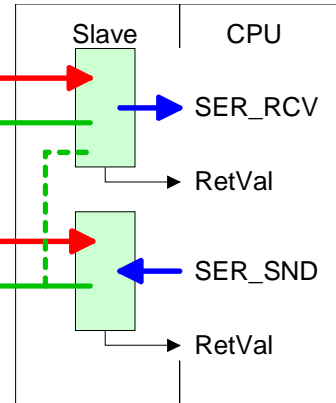 Slave CPU
SER_RCV
RetVal
SER_SND
RetVal